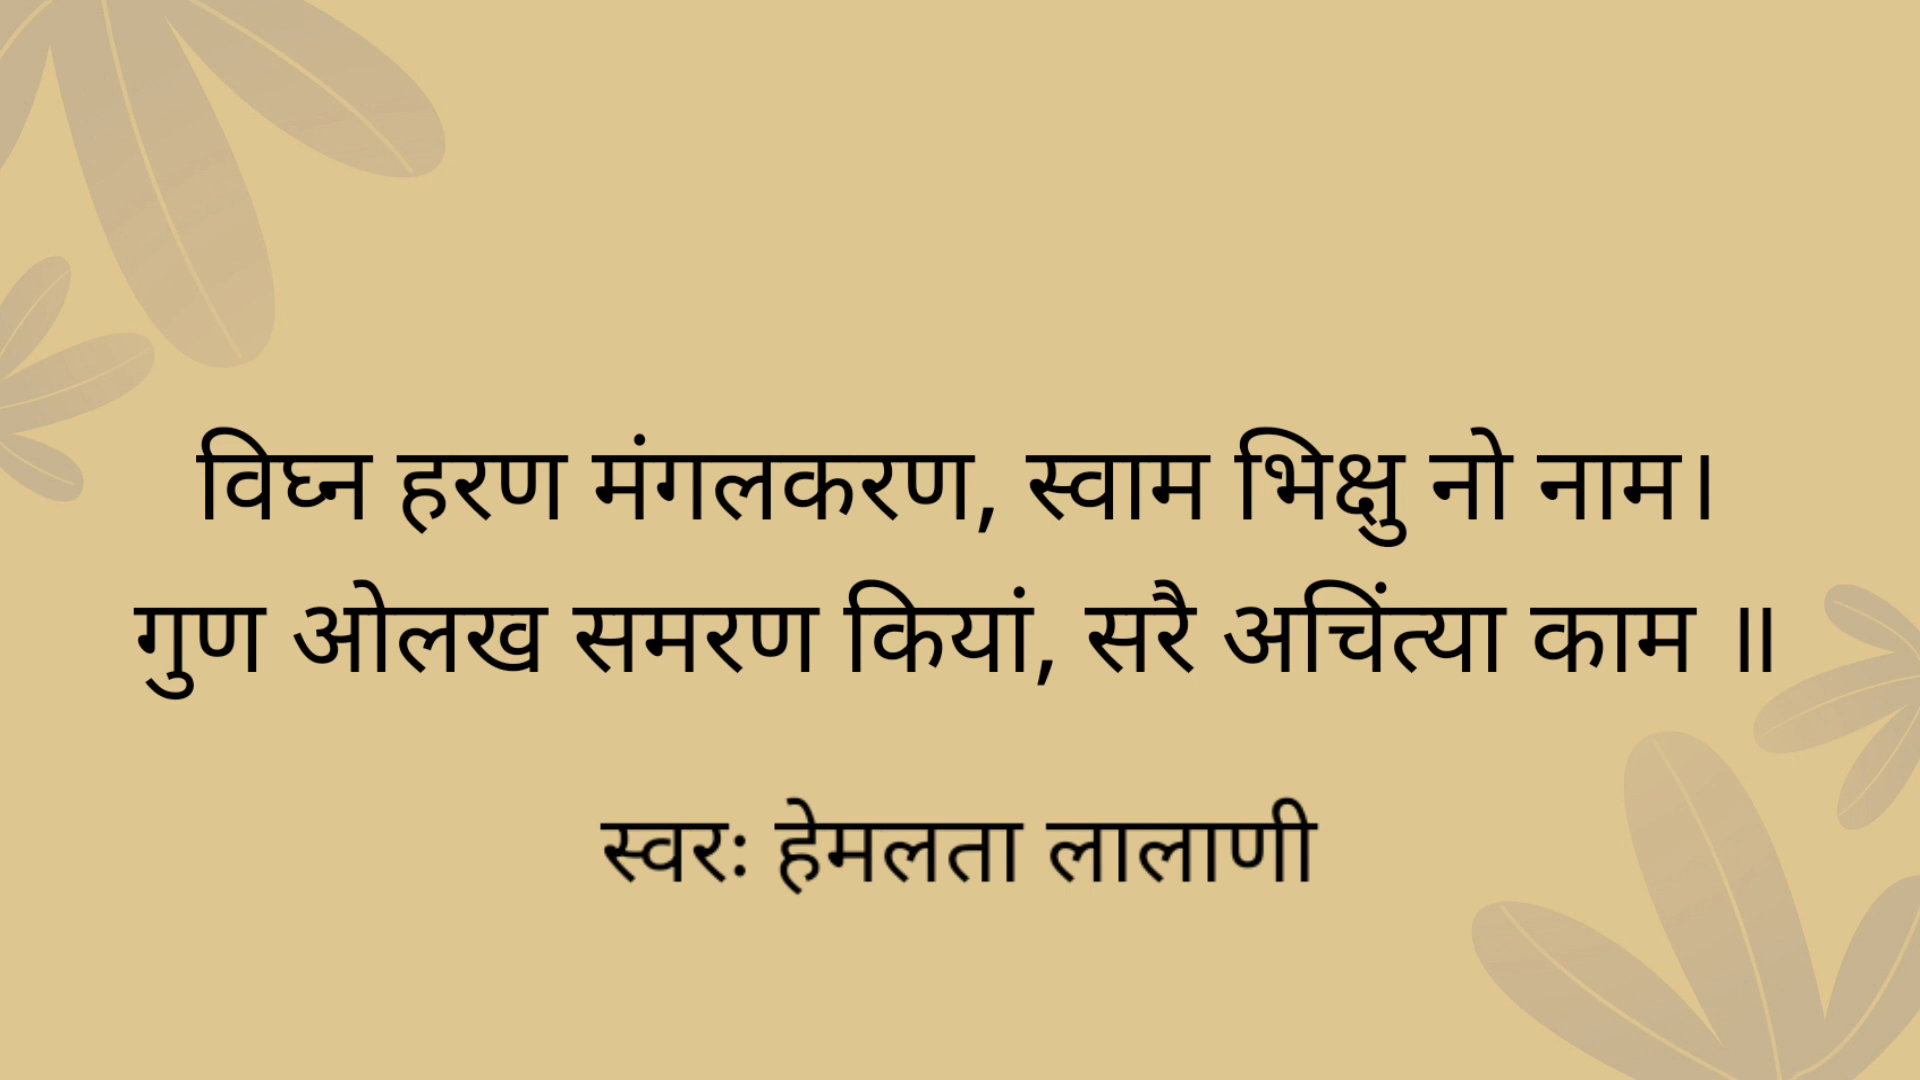 विघ्न हरण मंगलकरण, स्वाम भिक्षु नो नाम।
गुण ओलख समरण कियां, सरै अचिंत्या काम ॥
स्वरः हेमलता लालाणी